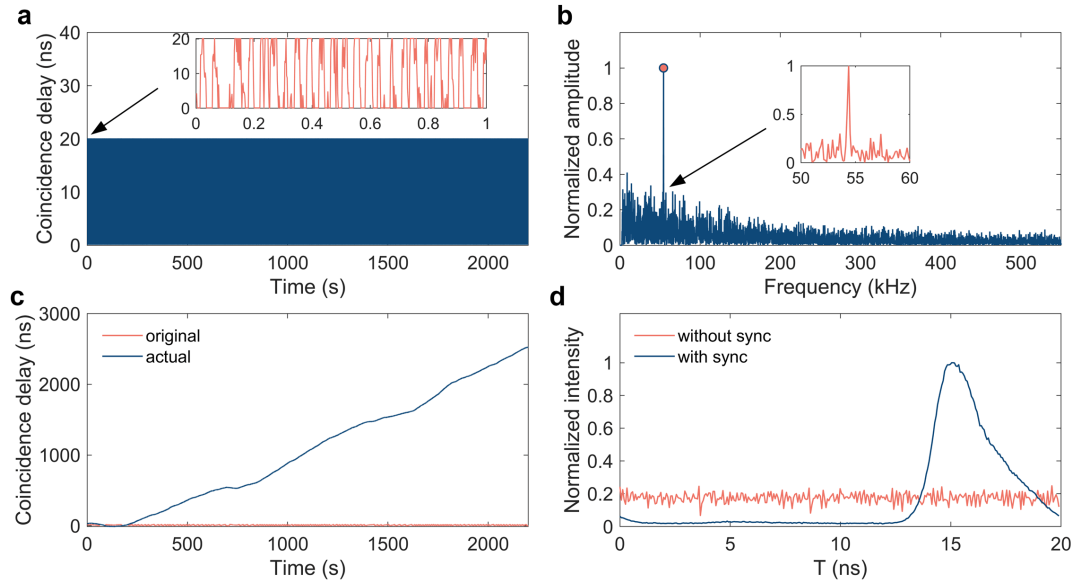 a
40
30
20
10
0
Coincidence delay (ns)
20
10
0
0 0.2 0.4 0.6 0.8 1
0 500 1000 1500 2000
Time (s)
b
1
0.8
0.6
0.4
0.2
0
Normalized amplitude
1
0.5
0
50 55 60
0 100 200 300 400 500
Frequency (kHz)
c
3000
2000
1000
0
Coincidence delay (ns)
original
actual
0 500 1000 1500 2000
Time (s)
d
1
0.8
0.6
0.4
0.2
0
Normalized intensity
without sync
with sync
0 5 10 15 20
T (ns)